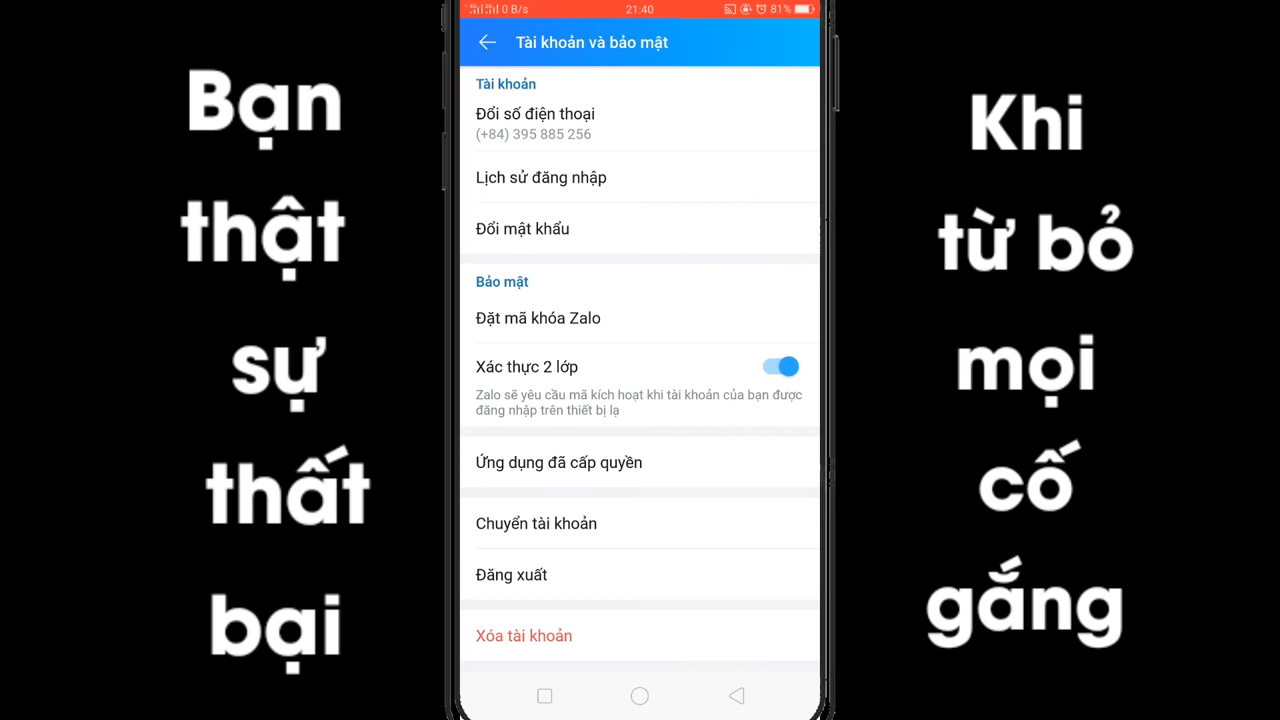 Bạn
thật
sự
thất
bại
0 B/s
21:40
81%
Tài khoản và bảo mật
Tài khoản
Đổi số điện thoại
(+84) 395 885 256
Lịch sử đăng nhập
Đổi mật khẩu
Bảo mật
Đặt mã khóa Zalo
Xác thực 2 lớp
Zalo sẽ yêu cầu mã kích hoạt khi tài khoản của bạn được
đăng nhập trên thiết bị lạ
Ứng dụng đã cấp quyền
Chuyển tài khoản
Đăng xuất
Xóa tài khoản
Khi
từ bỏ
mọi
cố
gắng